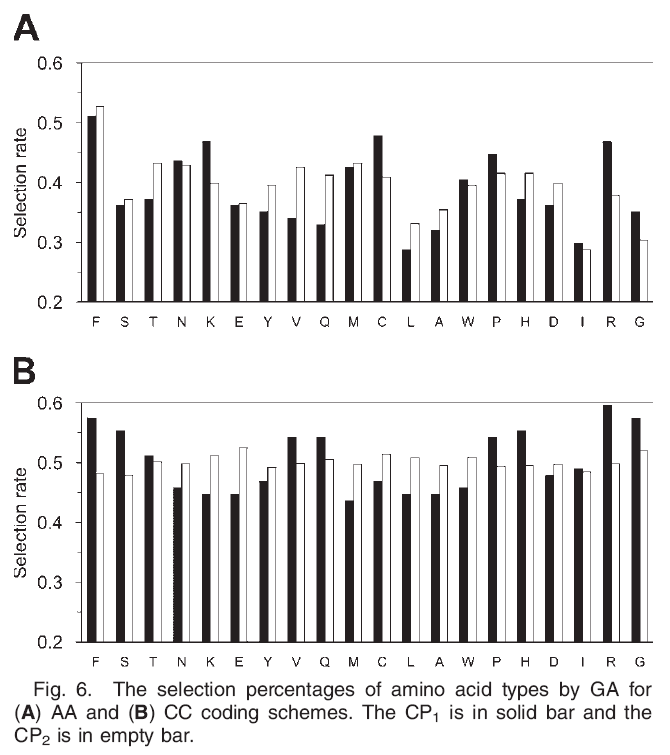 A
0.6
0.5
0.4
0.3
0.2
Selection rate
F S T N K E Y V Q M C L A W P H D I R G
B
0.6
0.5
0.4
0.3
0.2
Selection rate
F S T N K E Y V Q M C L A W P H D I R G
Fig. 6. The selection percentages of amino acid types by GA for
(A) AA and (B) CC coding schemes. The CP₁ is in solid bar and the
CP₂ is in empty bar.